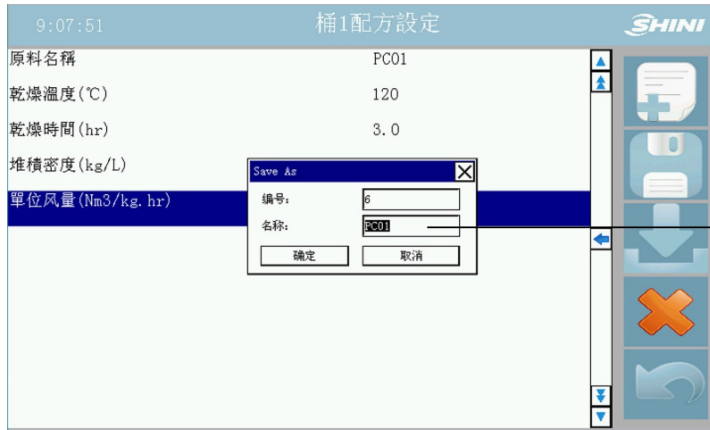 9:07:51 桶1配方設定 SHINI
原料名稱 PC01
乾燥溫度(℃) 120
乾燥時間(hr) 3.0
堆積密度(kg/L)
單位风量(Nm3/kg.hr)
Save As
编号: 6
名称: PC01
确定 取消